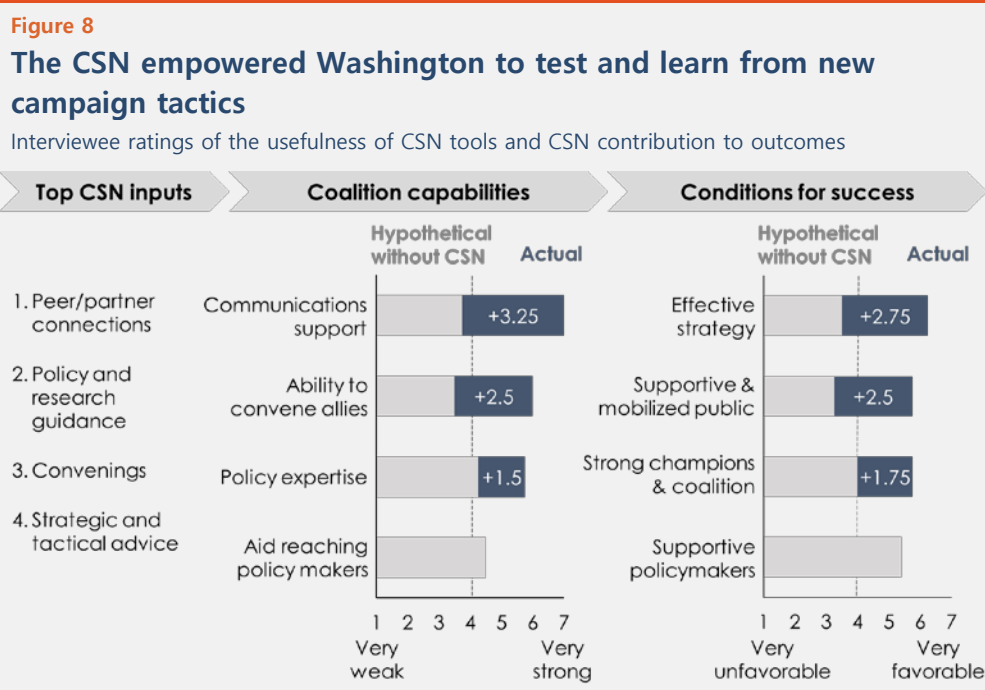 Figure 8
The CSN empowered Washington to test and learn from new
campaign tactics
Interviewee ratings of the usefulness of CSN tools and CSN contribution to outcomes
Top CSN inputs
Coalition capabilities
Conditions for success
1. Peer/partner
connections
2. Policy and
research
guidance
3. Convenings
4. Strategic and
tactical advice
Hypothetical
without CSN
Actual
Communications
support
+3.25
Ability to
convene allies
+2.5
Policy expertise
+1.5
Aid reaching
policy makers
1 2 3 4 5 6 7
Very
weak
Very
strong
Hypothetical
without CSN
Actual
Effective
strategy
+2.75
Supportive &
mobilized public
+2.5
Strong champions
& coalition
+1.75
Supportive
policymakers
1 2 3 4 5 6 7
Very
unfavorable
Very
favorable